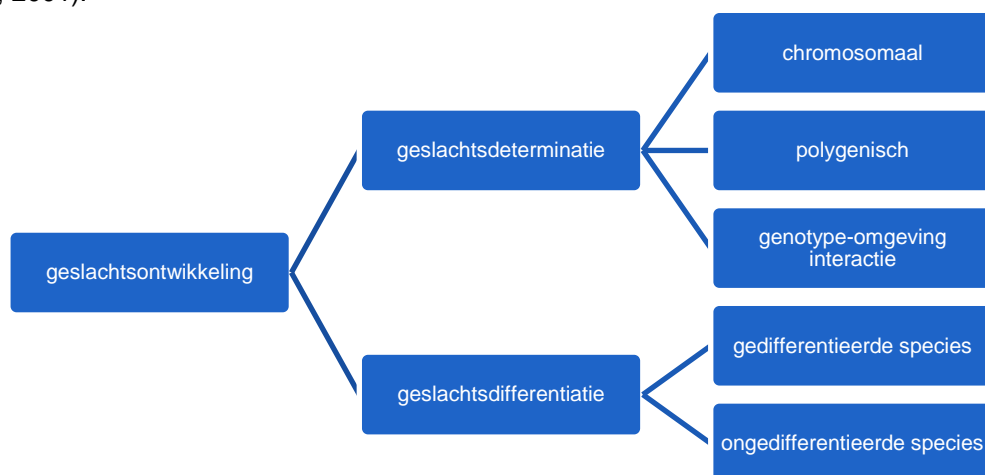 chromosomaal
geslachtsdeterminatie
polygenisch
genotype-omgeving
interactie
geslachtsontwikkeling
gedifferentieerde species
geslachtsdifferentiatie
ongedifferentieerde species